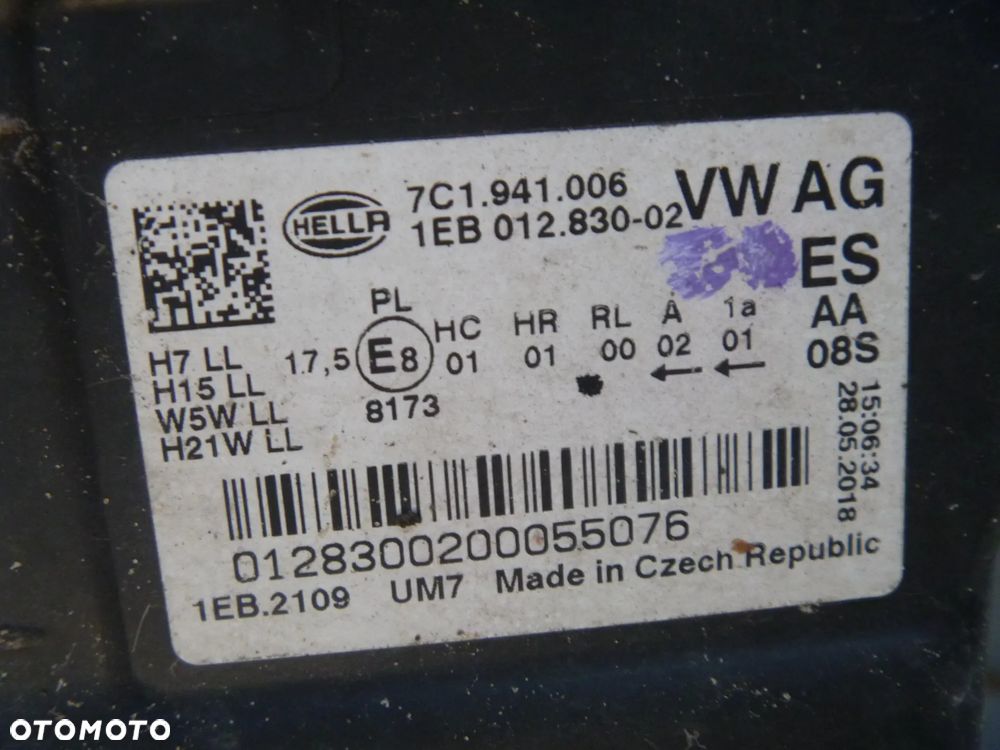 HELLA
7C1.941.006
1EB 012.830-02
VW AG
ES
AA
08S
PL
HC HR RL A 1a
17,5 E8 01 01 00 02 01
8173
H7 LL
H15 LL
W5W LL
H21W LL
15:06:34
28.05.2018
0128300200055076
1EB.2109 UM7 Made in Czech Republic
OTOMOTO